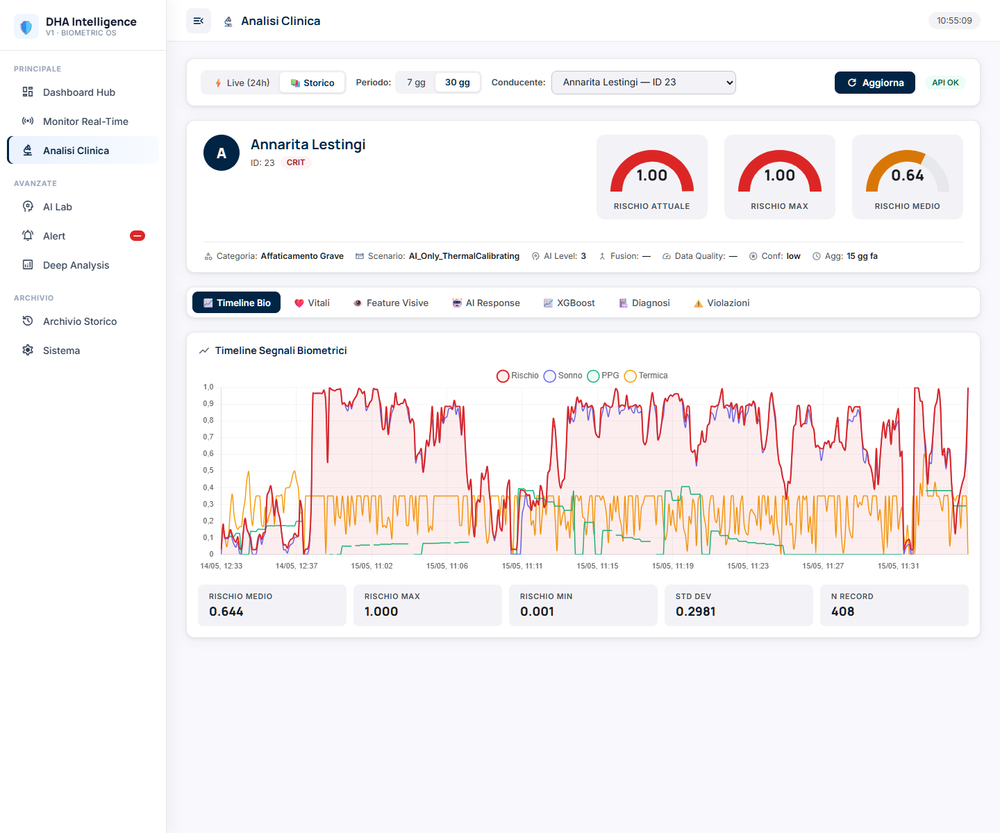 DHA Intelligence
V1 · BIOMETRIC OS
PRINCIPALE
Dashboard Hub
Monitor Real-Time
Analisi Clinica
AVANZATE
AI Lab
Alert
—
Deep Analysis
ARCHIVIO
Archivio Storico
Sistema
Analisi Clinica
10:55:09
Live (24h)
Storico
Periodo:
7 gg
30 gg
Conducente:
Annarita Lestingi — ID 23
Aggiorna
API OK
A
Annarita Lestingi
ID: 23 CRIT
1.00
RISCHIO ATTUALE
1.00
RISCHIO MAX
0.64
RISCHIO MEDIO
Categoria: Affaticamento Grave Scenario: AI_Only_ThermalCalibrating AI Level: 3 Fusion: — Data Quality: — Conf: low Agg: 15 gg fa
Timeline Bio Vitali Feature Visive AI Response XGBoost Diagnosi Violazioni
Timeline Segnali Biometrici
Rischio Sonno PPG Termica
1,0
0,9
0,8
0,7
0,6
0,5
0,4
0,3
0,2
0,1
0
14/05, 12:33 14/05, 12:37 15/05, 11:02 15/05, 11:06 15/05, 11:11 15/05, 11:15 15/05, 11:19 15/05, 11:23 15/05, 11:27 15/05, 11:31
RISCHIO MEDIO
0.644
RISCHIO MAX
1.000
RISCHIO MIN
0.001
STD DEV
0.2981
N RECORD
408